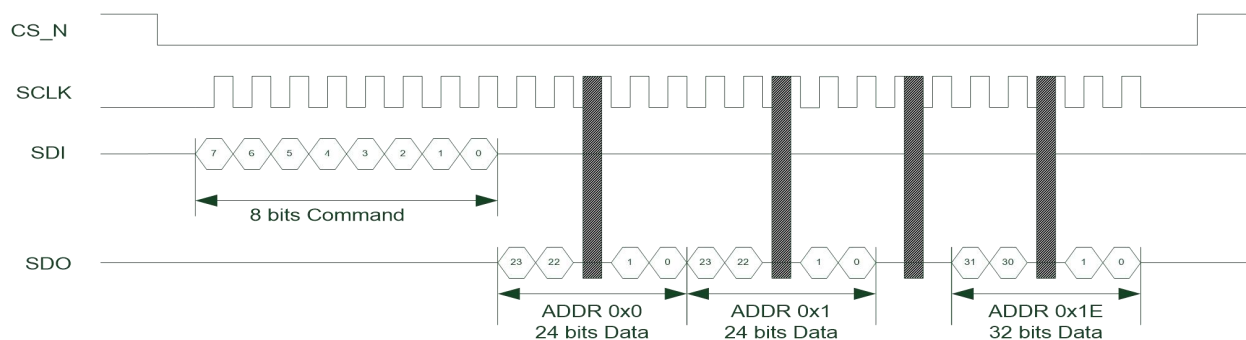 CS_N
SCLK
SDI
7 6 5 4 3 2 1 0
8 bits Command
SDO
23 22 1 0 23 22 1 0 31 30 1 0
ADDR 0x0
24 bits Data
ADDR 0x1
24 bits Data
ADDR 0x1E
32 bits Data